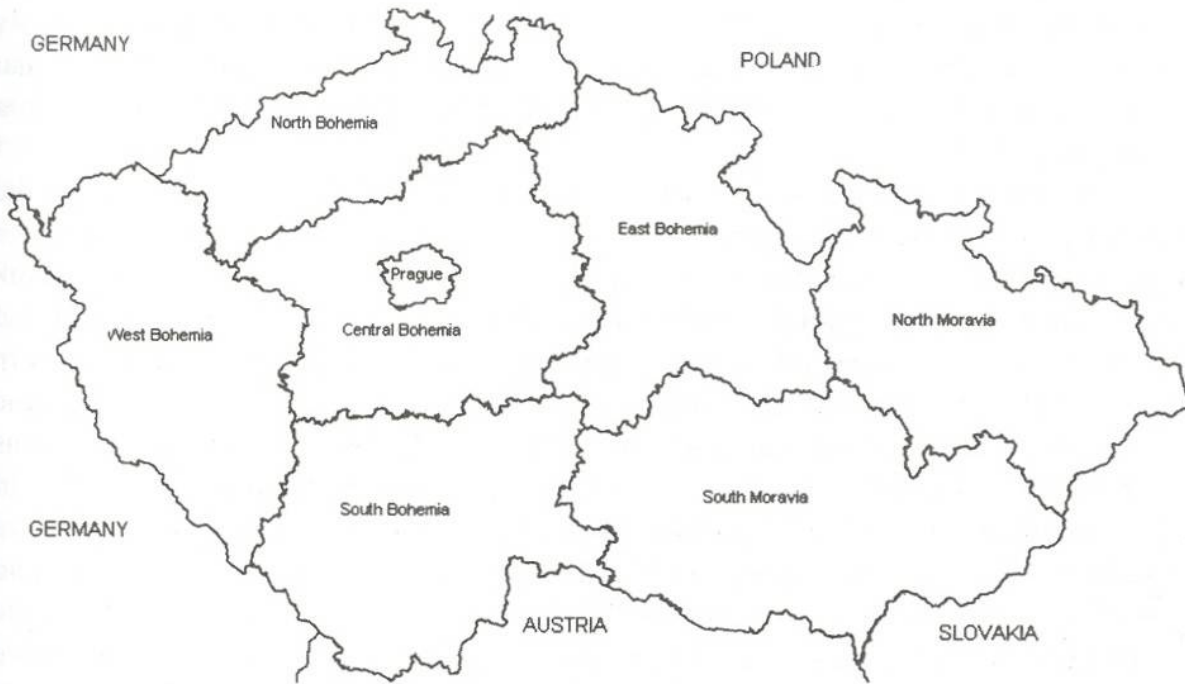 GERMANY
POLAND
North Bohemia
East Bohemia
Prague
West Bohemia
Central Bohemia
North Moravia
South Bohemia
South Moravia
GERMANY
AUSTRIA
SLOVAKIA